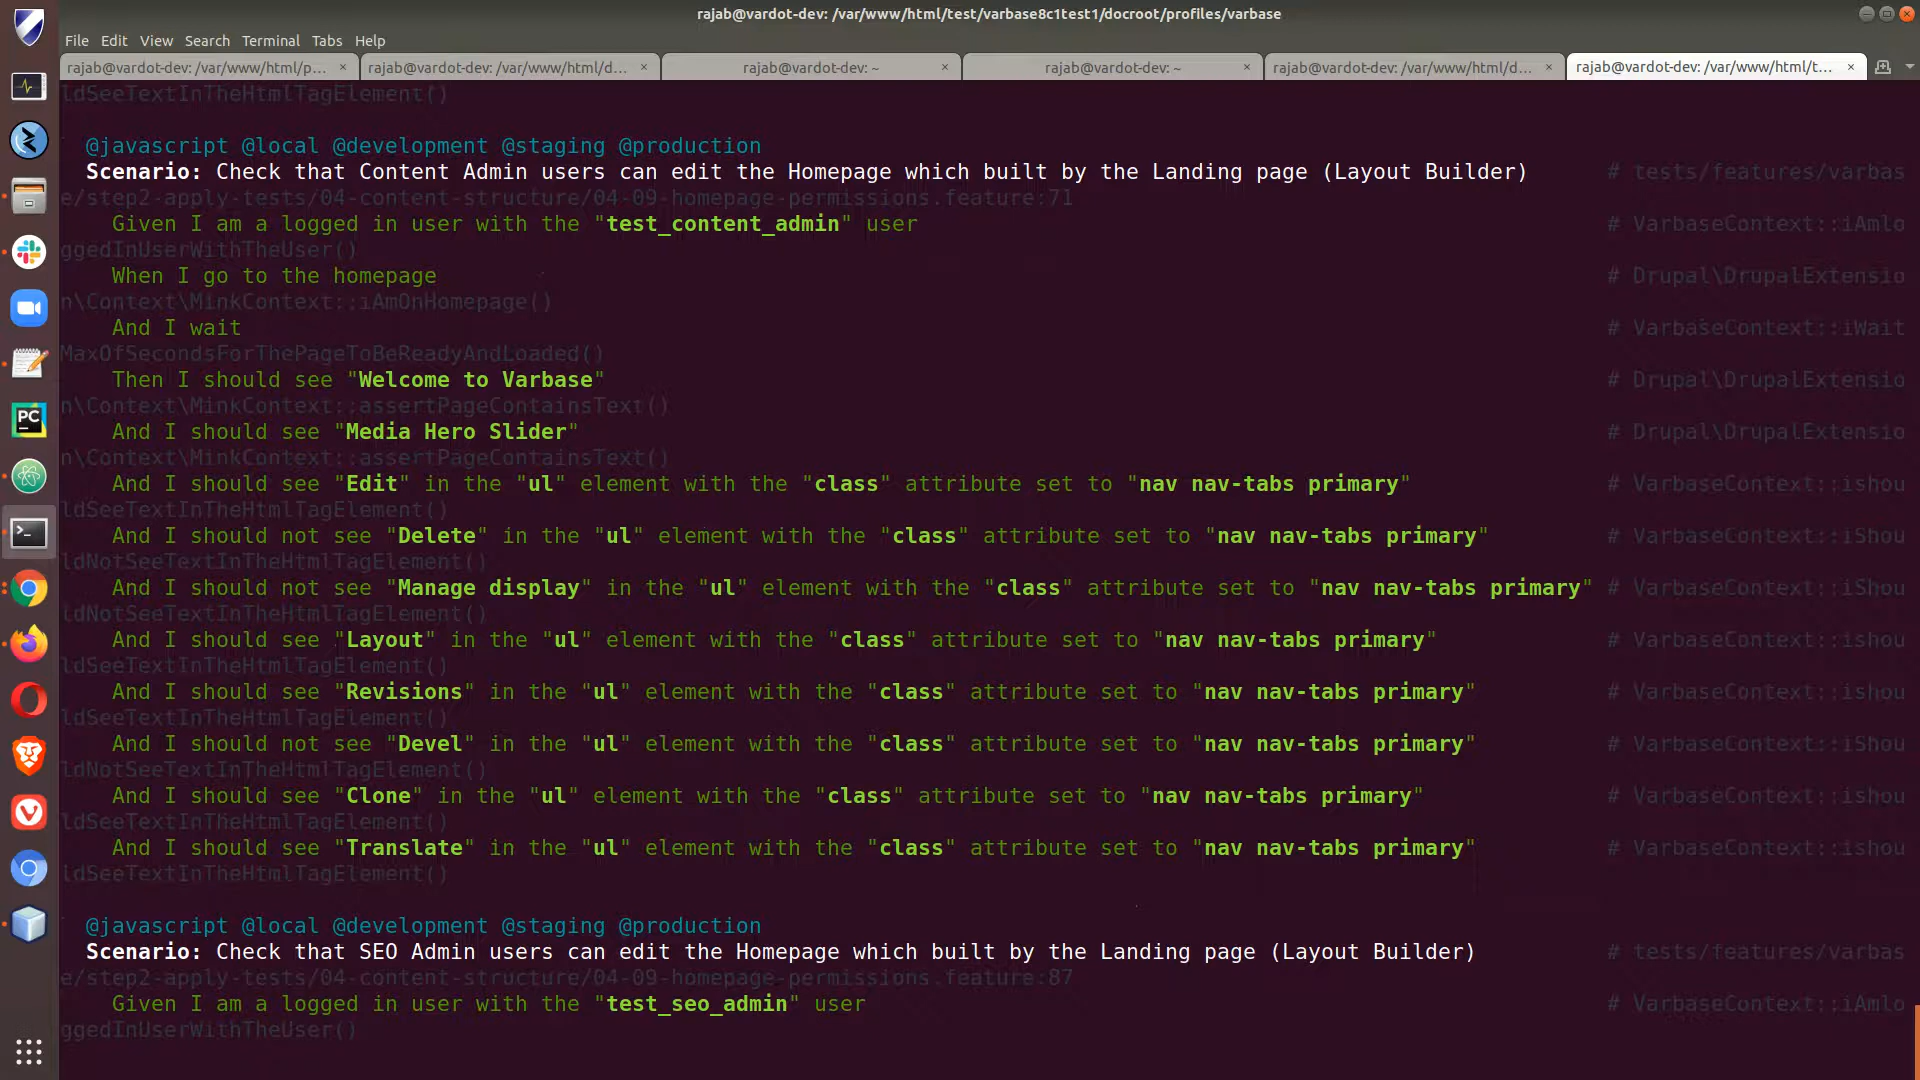 rajab@vardot-dev: /var/www/html/test/varbase8c1test1/docroot/profiles/varbase
File Edit View Search Terminal Tabs Help
rajab@vardot-dev: /var/www/html/p... × rajab@vardot-dev: /var/www/html/d... × rajab@vardot-dev: ~ × rajab@vardot-dev: ~ × rajab@vardot-dev: /var/www/html/d... × rajab@vardot-dev: /var/www/html/t... ×
ldSeeTextInTheHtmlTagElement()
@javascript @local @development @staging @production
Scenario: Check that Content Admin users can edit the Homepage which built by the Landing page (Layout Builder) # tests/features/varbas
e/step2-apply-tests/04-content-structure/04-09-homepage-permissions.feature:71
Given I am a logged in user with the "test_content_admin" user # VarbaseContext::iAmlo
ggedInUserWithTheUser()
When I go to the homepage # Drupal\DrupalExtensio
n\Context\MinkContext::iAmOnHomepage()
And I wait # VarbaseContext::iWait
MaxOfSecondsForThePageToBeReadyAndLoaded()
Then I should see "Welcome to Varbase" # Drupal\DrupalExtensio
n\Context\MinkContext::assertPageContainsText()
And I should see "Media Hero Slider" # Drupal\DrupalExtensio
n\Context\MinkContext::assertPageContainsText()
And I should see "Edit" in the "ul" element with the "class" attribute set to "nav nav-tabs primary" # VarbaseContext::ishou
ldSeeTextInTheHtmlTagElement()
And I should not see "Delete" in the "ul" element with the "class" attribute set to "nav nav-tabs primary" # VarbaseContext::iShou
ldNotSeeTextInTheHtmlTagElement()
And I should not see "Manage display" in the "ul" element with the "class" attribute set to "nav nav-tabs primary" # VarbaseContext::iShou
ldNotSeeTextInTheHtmlTagElement()
And I should see "Layout" in the "ul" element with the "class" attribute set to "nav nav-tabs primary" # VarbaseContext::ishou
ldSeeTextInTheHtmlTagElement()
And I should see "Revisions" in the "ul" element with the "class" attribute set to "nav nav-tabs primary" # VarbaseContext::ishou
ldSeeTextInTheHtmlTagElement()
And I should not see "Devel" in the "ul" element with the "class" attribute set to "nav nav-tabs primary" # VarbaseContext::iShou
ldNotSeeTextInTheHtmlTagElement()
And I should see "Clone" in the "ul" element with the "class" attribute set to "nav nav-tabs primary" # VarbaseContext::ishou
ldSeeTextInTheHtmlTagElement()
And I should see "Translate" in the "ul" element with the "class" attribute set to "nav nav-tabs primary" # VarbaseContext::ishou
ldSeeTextInTheHtmlTagElement()
@javascript @local @development @staging @production
Scenario: Check that SEO Admin users can edit the Homepage which built by the Landing page (Layout Builder) # tests/features/varbas
e/step2-apply-tests/04-content-structure/04-09-homepage-permissions.feature:87
Given I am a logged in user with the "test_seo_admin" user # VarbaseContext::iAmlo
ggedInUserWithTheUser()
PC